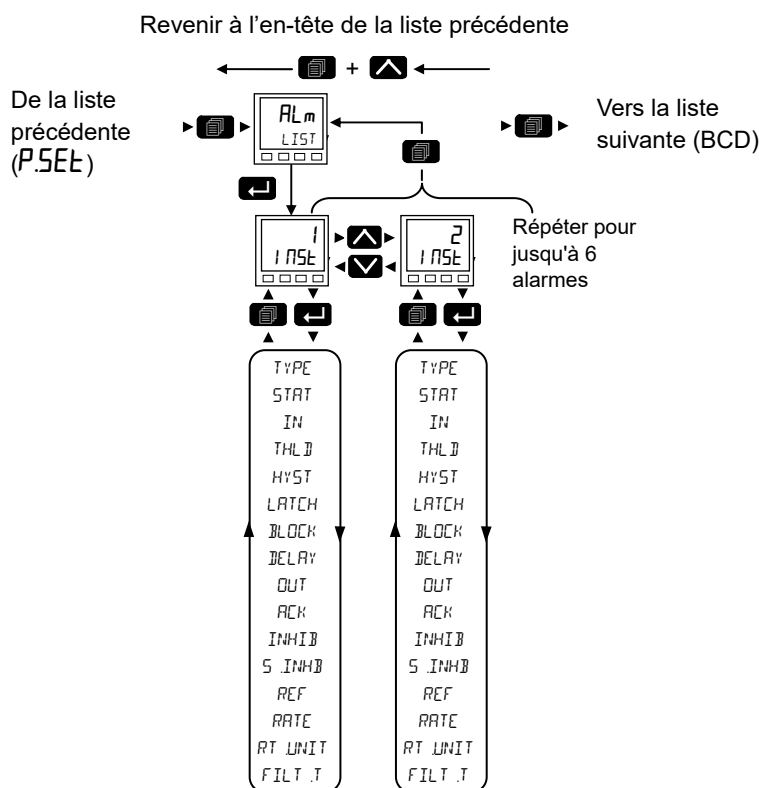 Revenir à l'en-tête de la liste précédente
+
De la liste
précédente
(P.SEt)
ALm
LIST
Vers la liste
suivante (BCD)
1
INSt
2
INSt
Répéter pour
jusqu'à 6
alarmes
TYPE
STAT
IN
THLD
HYST
LATCH
BLOCK
DELAY
OUT
ACK
INHIB
S.INHB
REF
RATE
RT.UNIT
FILT.T
TYPE
STAT
IN
THLD
HYST
LATCH
BLOCK
DELAY
OUT
ACK
INHIB
S.INHB
REF
RATE
RT.UNIT
FILT.T